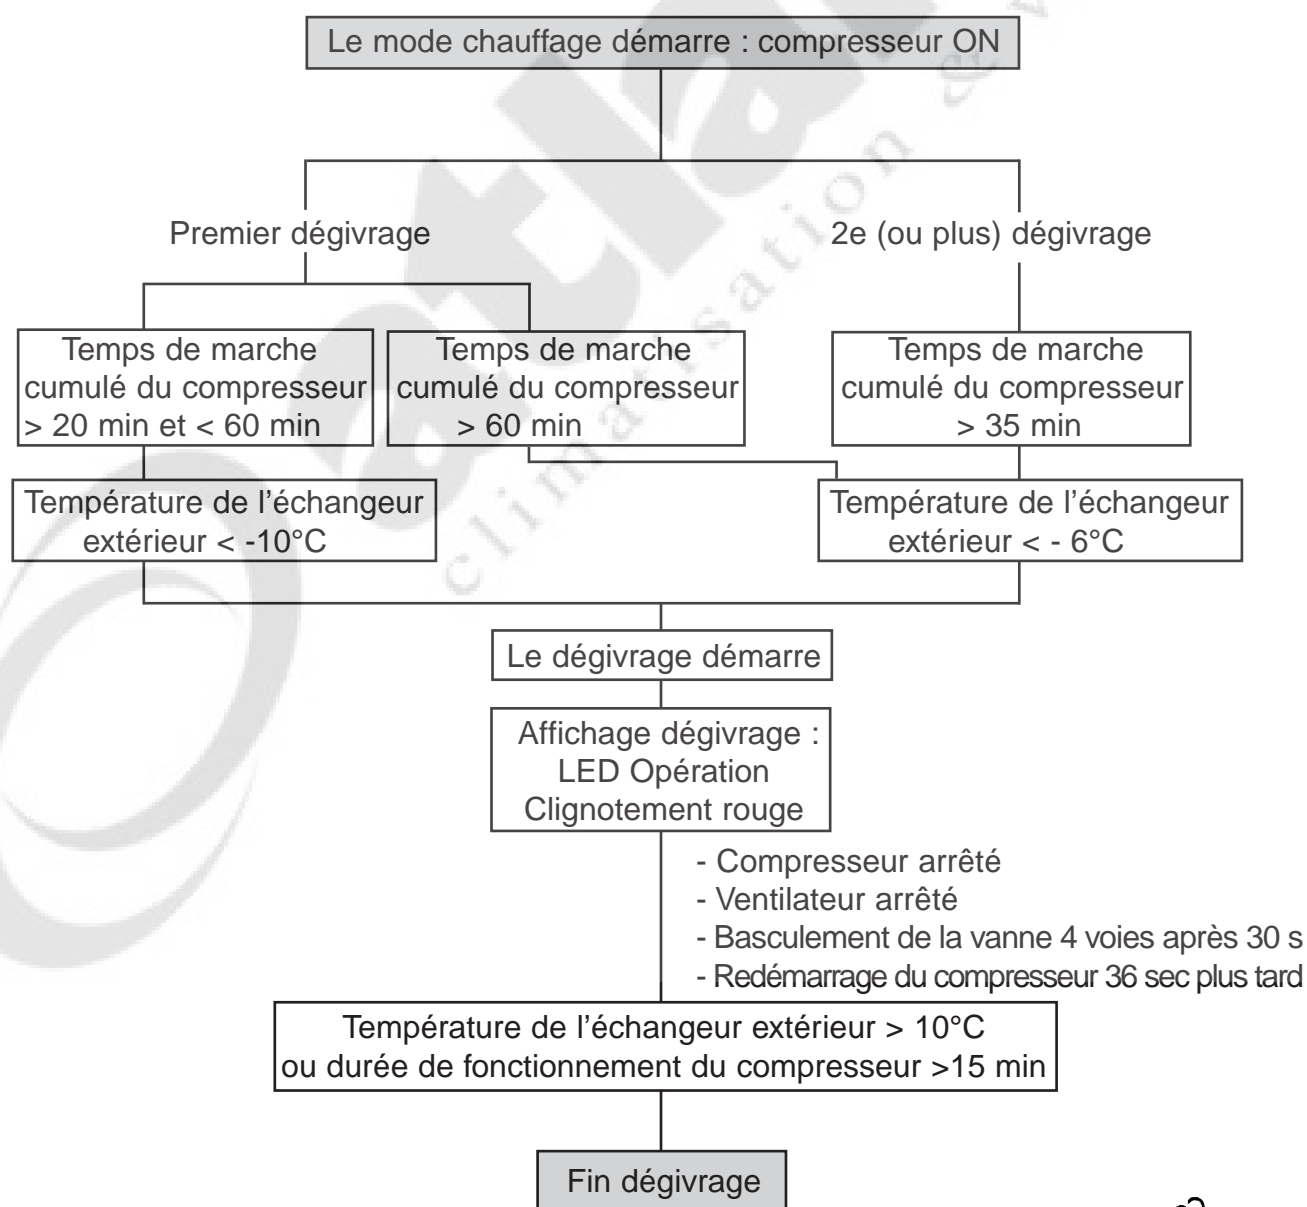 Le mode chauffage démarre : compresseur ON
Premier dégivrage
2e (ou plus) dégivrage
Temps de marche
cumulé du compresseur
> 20 min et < 60 min
Temps de marche
cumulé du compresseur
> 60 min
Temps de marche
cumulé du compresseur
> 35 min
Température de l'échangeur
extérieur < -10°C
Température de l'échangeur
extérieur < - 6°C
Le dégivrage démarre
Affichage dégivrage :
LED Opération
Clignotement rouge
- Compresseur arrêté
- Ventilateur arrêté
- Basculement de la vanne 4 voies après 30 s
- Redémarrage du compresseur 36 sec plus tard
Température de l'échangeur extérieur > 10°C
ou durée de fonctionnement du compresseur >15 min
Fin dégivrage
climatisation &